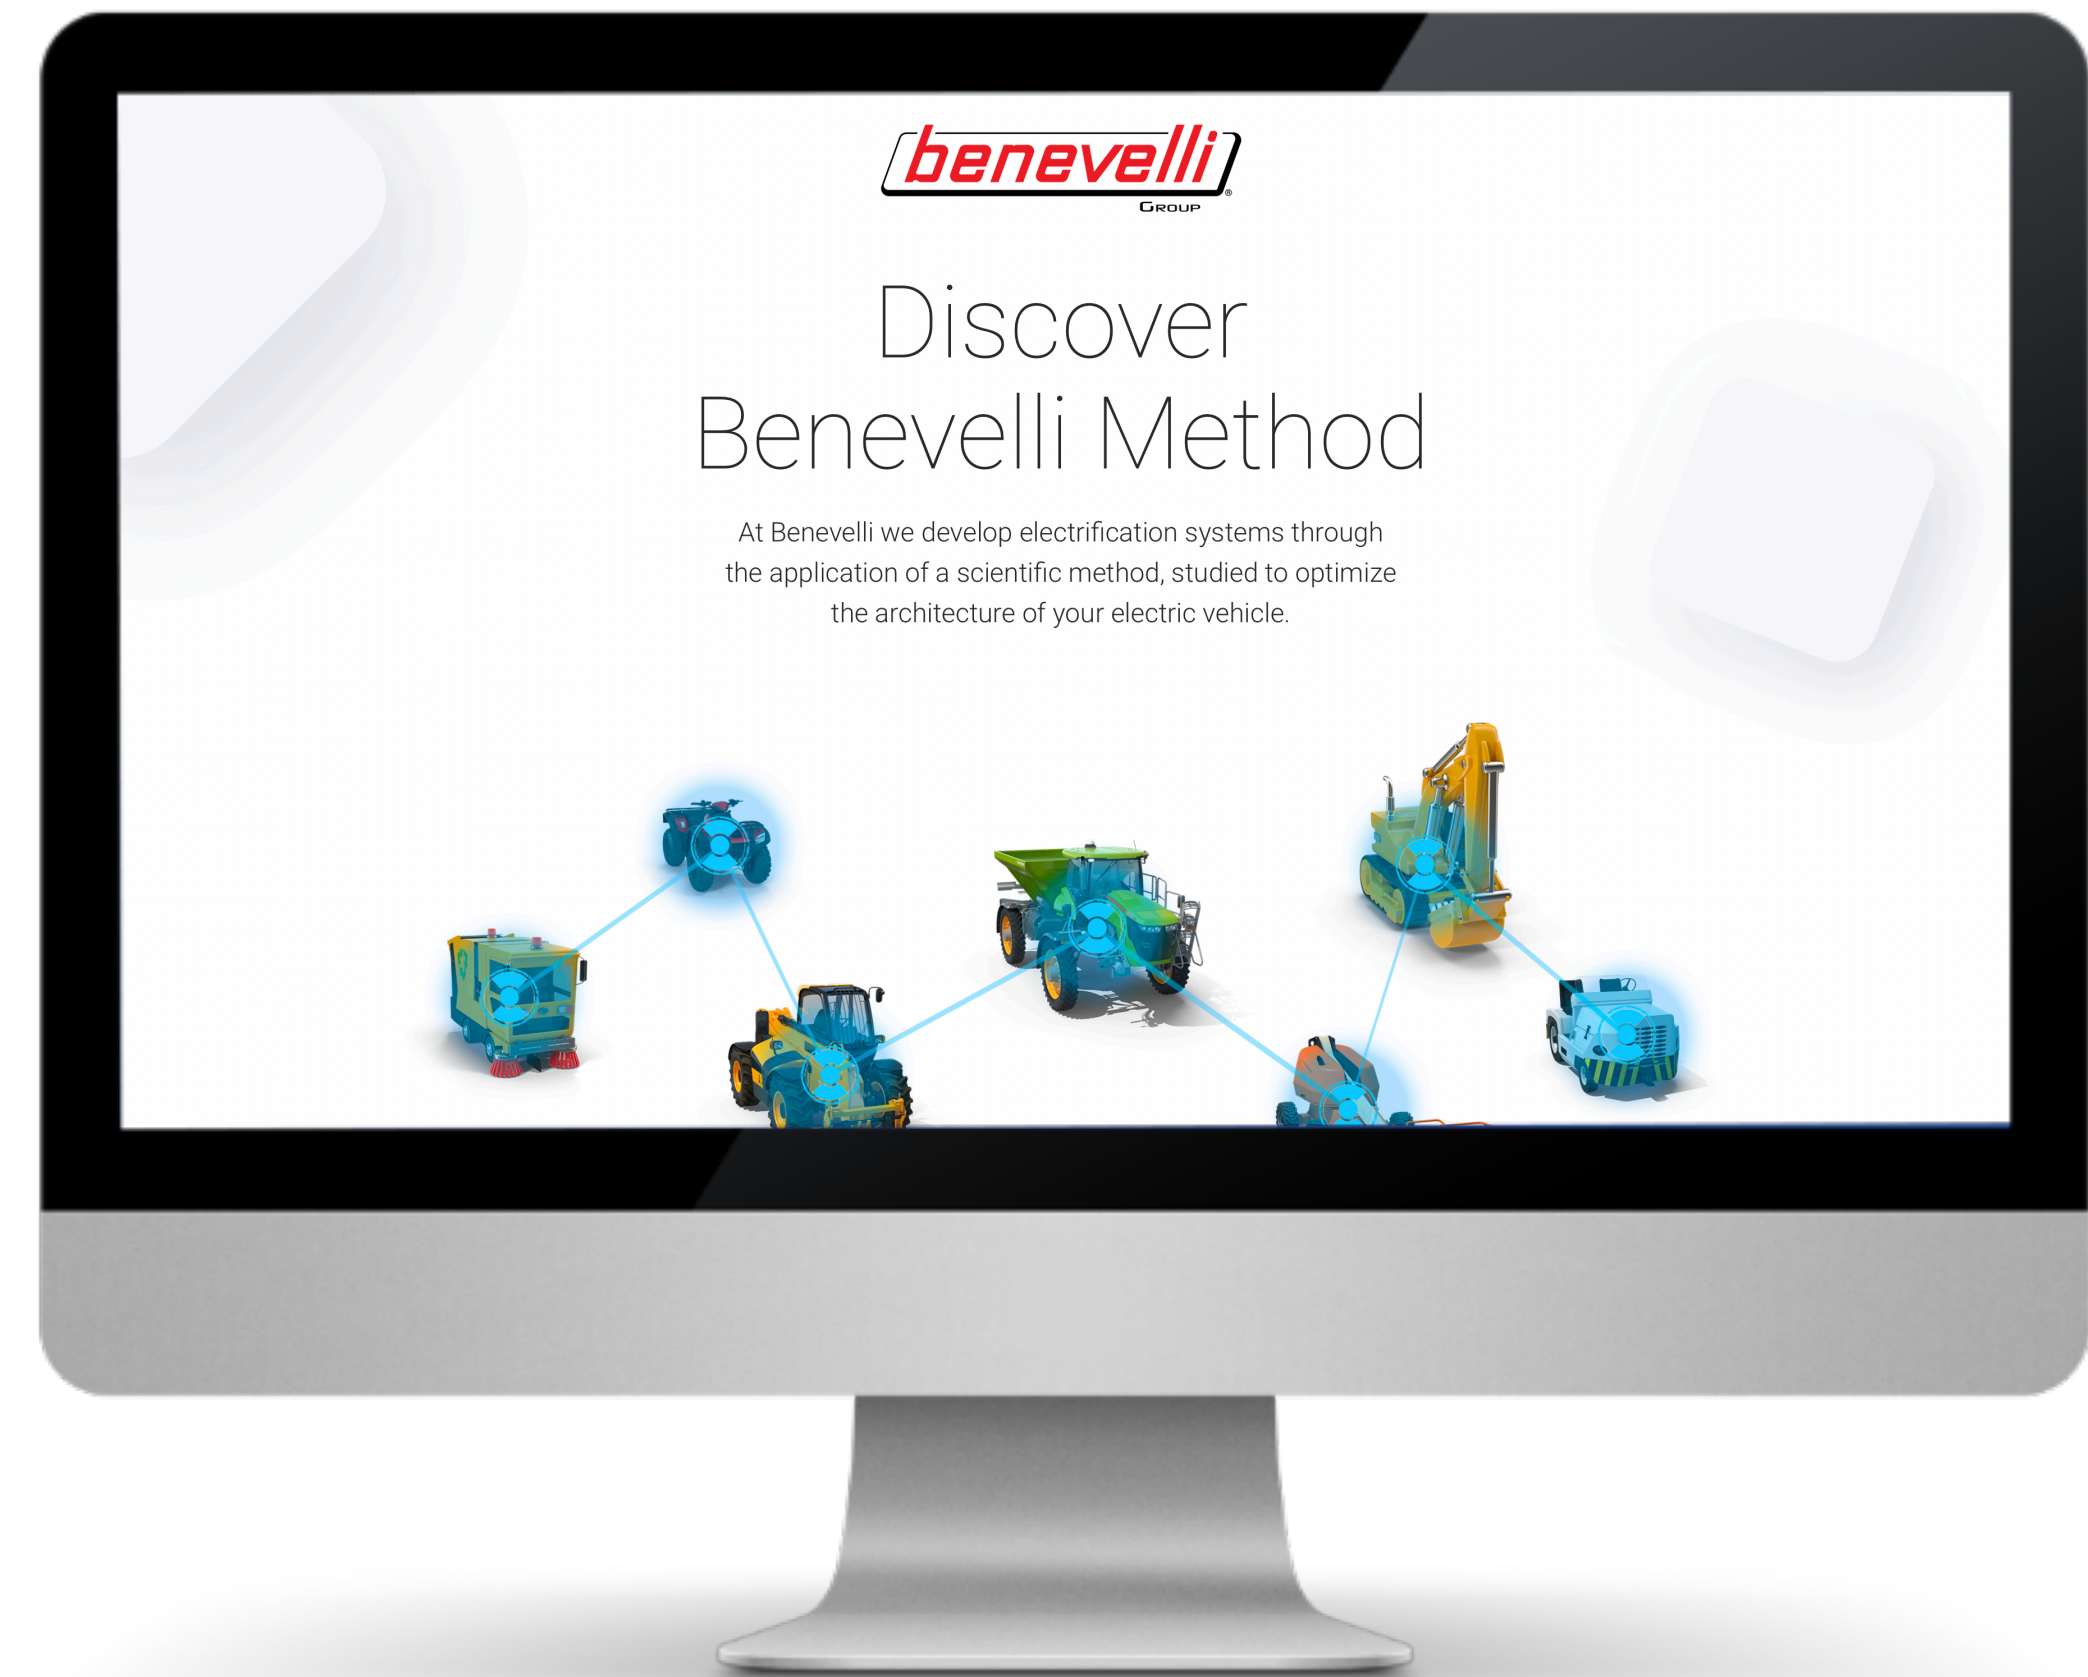 benevelli
®
GROUP
Discover
Benevelli Method
At Benevelli we develop electrification systems through
the application of a scientific method, studied to optimize
the architecture of your electric vehicle.